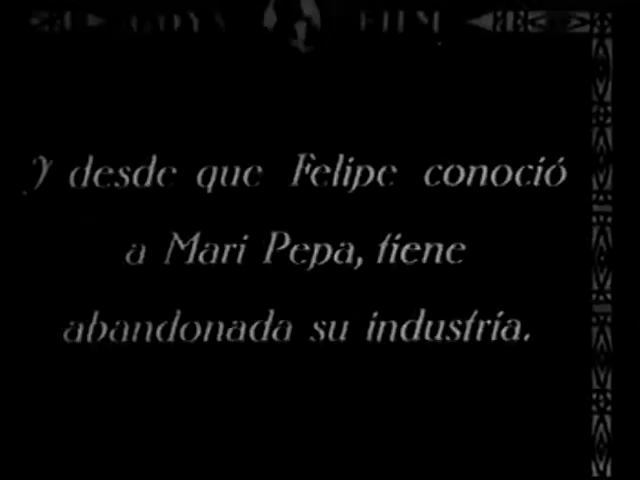 Y desde que Felipe conoció
a Mari Pepa, tiene
abandonada su industria.